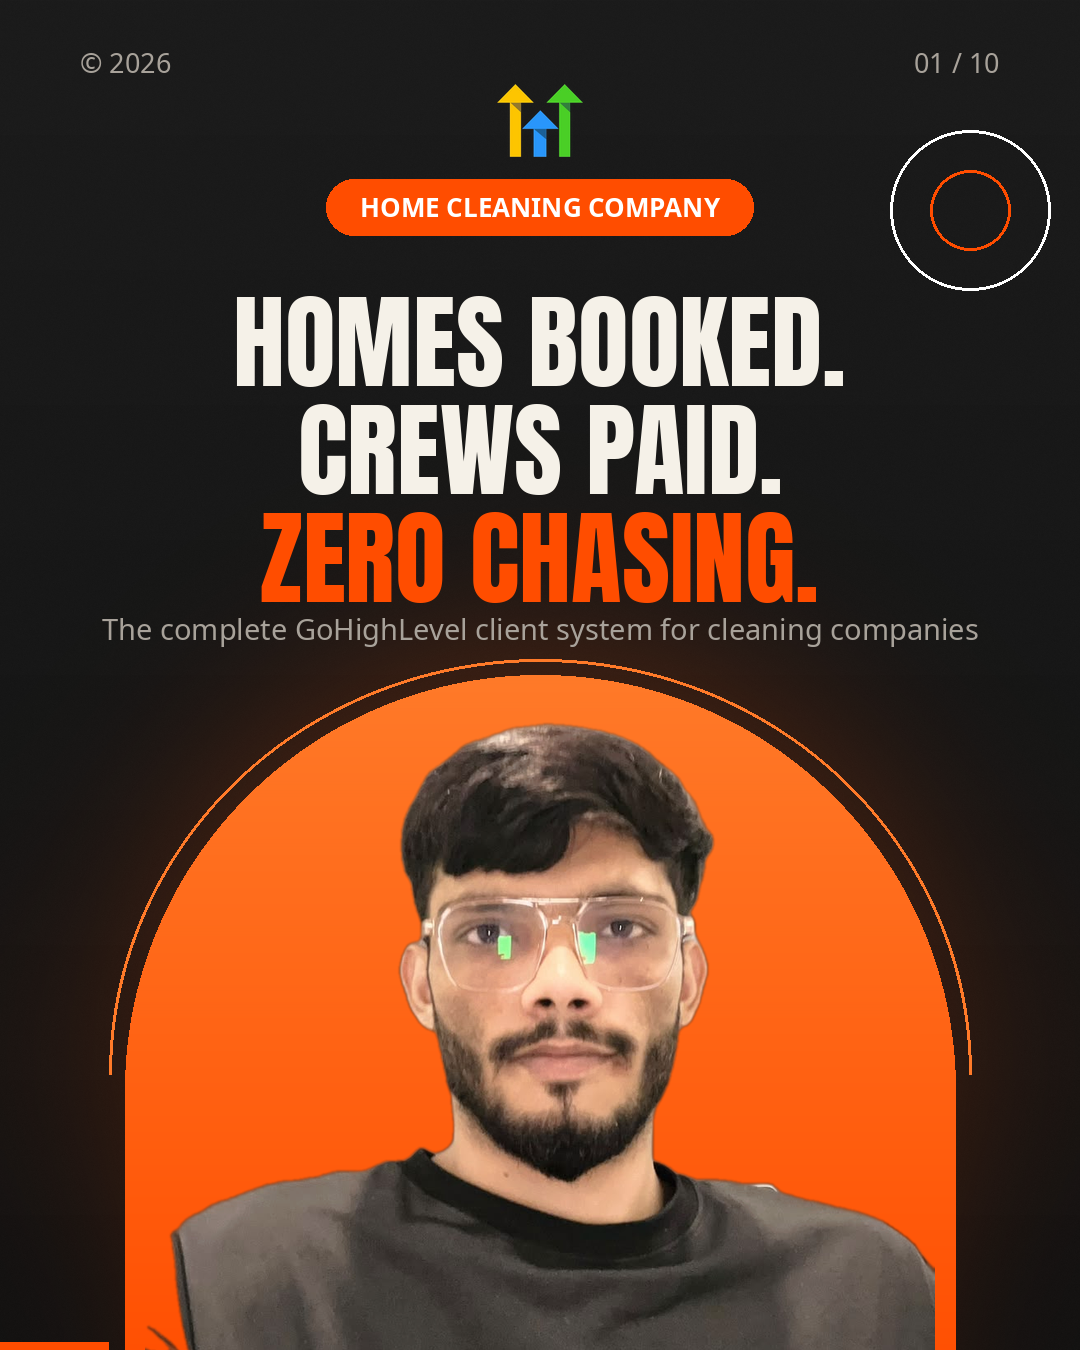 © 2026
01 / 10
HOME CLEANING COMPANY
HOMES BOOKED.
CREWS PAID.
ZERO CHASING.
The complete GoHighLevel client system for cleaning companies